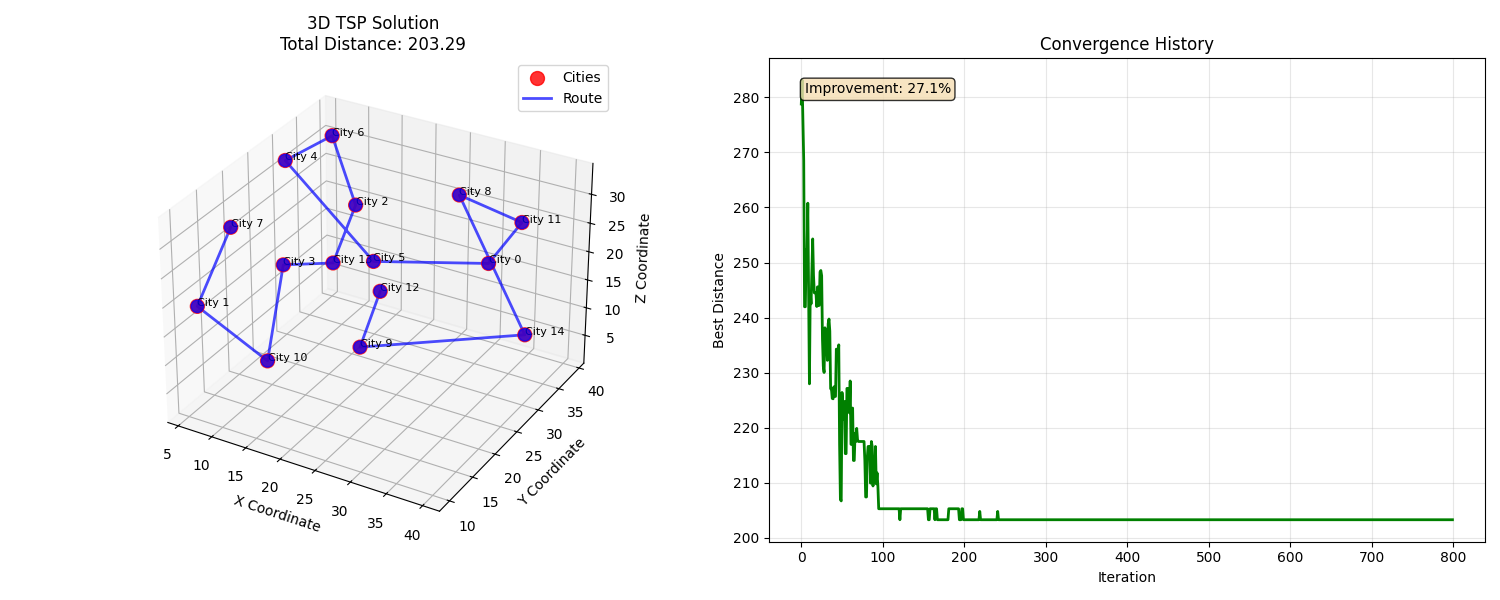 3D TSP Solution
Total Distance: 203.29
Cities
Route
City 6
City 4
City 7
City 2
City 8
City 11
City 3
City 5
City 0
City 12
City 1
City 14
City 9
City 10
5
10
15
20
25
30
35
40
X Coordinate
10
15
20
25
30
35
40
Y Coordinate
5
10
15
20
25
30
Z Coordinate
Convergence History
Improvement: 27.1%
280
270
260
250
240
230
220
210
200
Best Distance
0
100
200
300
400
500
600
700
800
Iteration